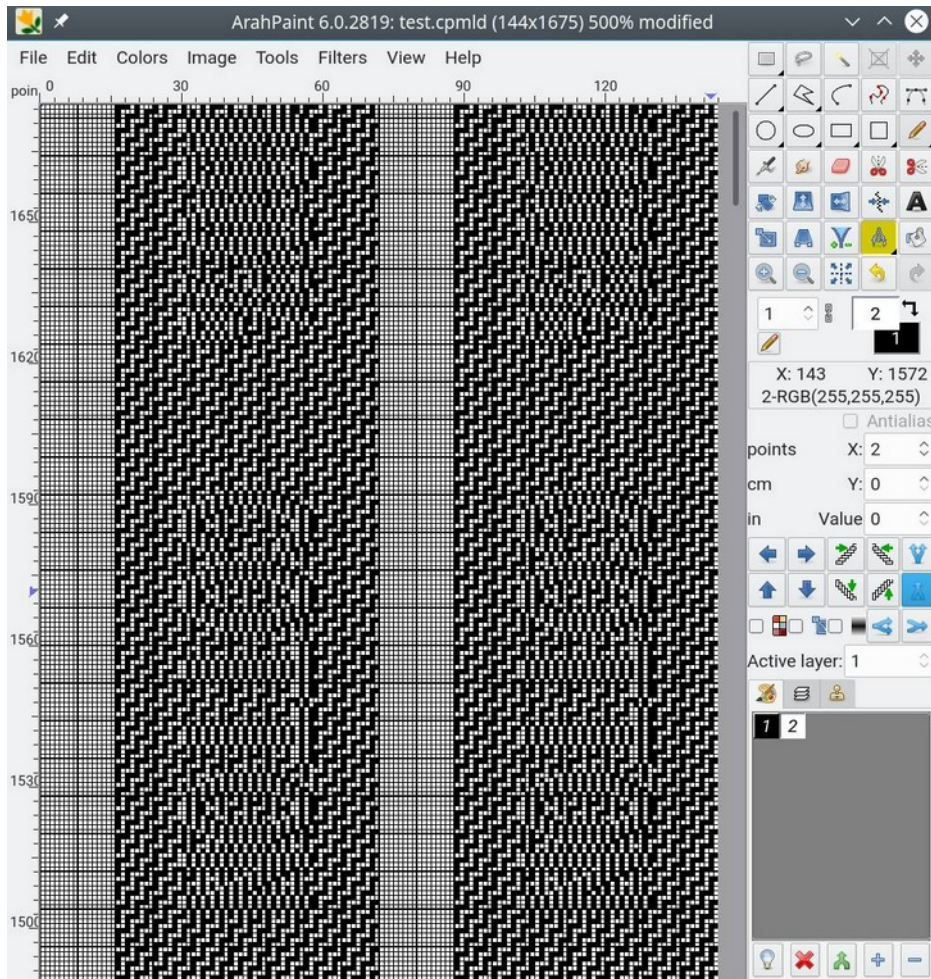 ArahPaint 6.0.2819: test.cpmld (144x1675) 500% modified
File Edit Colors Image Tools Filters View Help
poin 0 30 60 90 120
1650
1620
1590
1560
1530
1500
A
1 2
1
X: 143 Y: 1572
2-RGB(255,255,255)
Antialias
points X: 2
cm Y: 0
in Value 0
Active layer: 1
1 2